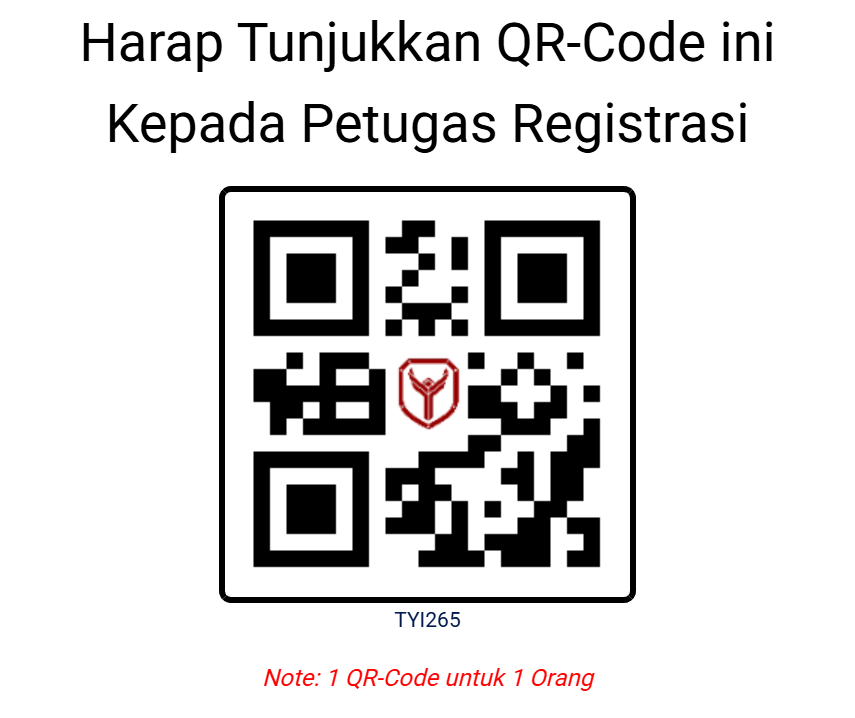 Harap Tunjukkan QR-Code ini
Kepada Petugas Registrasi
TYI265
Note: 1 QR-Code untuk 1 Orang